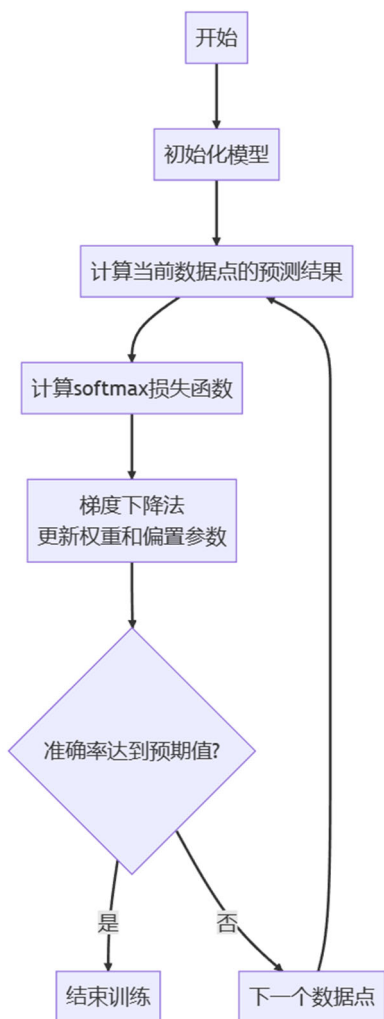 开始
初始化模型
计算当前数据点的预测结果
计算softmax损失函数
梯度下降法
更新权重和偏置参数
准确率达到预期值?
是
否
结束训练
下一个数据点